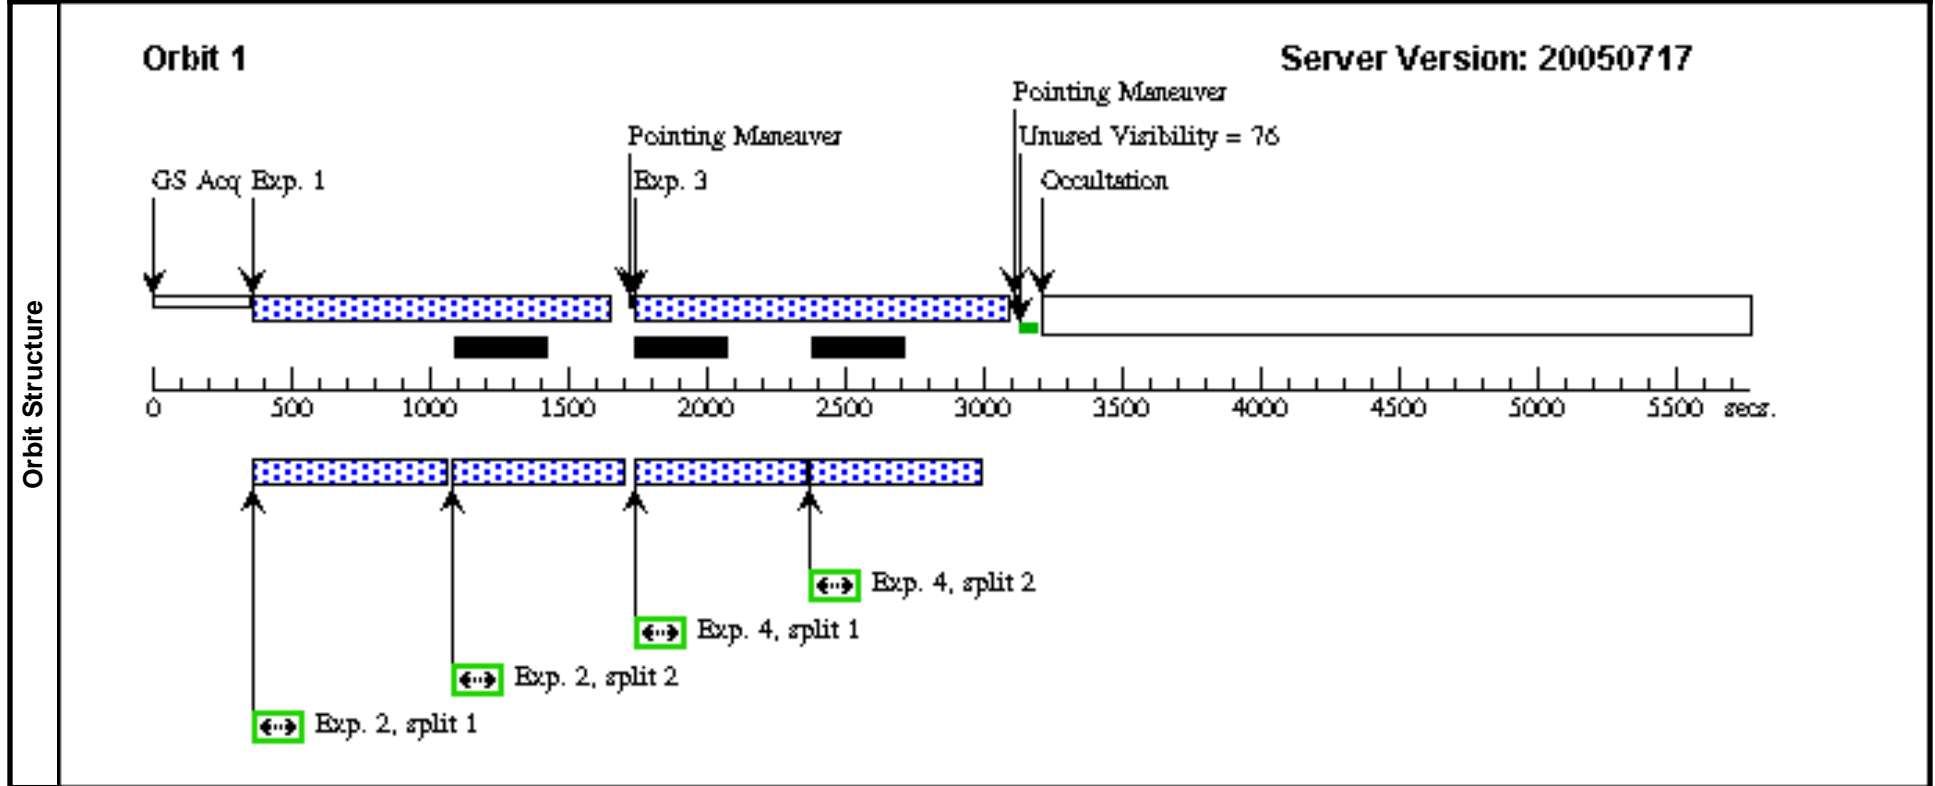 Orbit Structure
Orbit 1
Server Version: 20050717
Pointing Maneuver
Pointing Maneuver
Unused Visibility = 76
GS Acq
Exp. 1
Exp. 3
Occultation
0 500 1000 1500 2000 2500 3000 3500 4000 4500 5000 5500 secs.
Exp. 4, split 2
Exp. 4, split 1
Exp. 2, split 2
Exp. 2, split 1